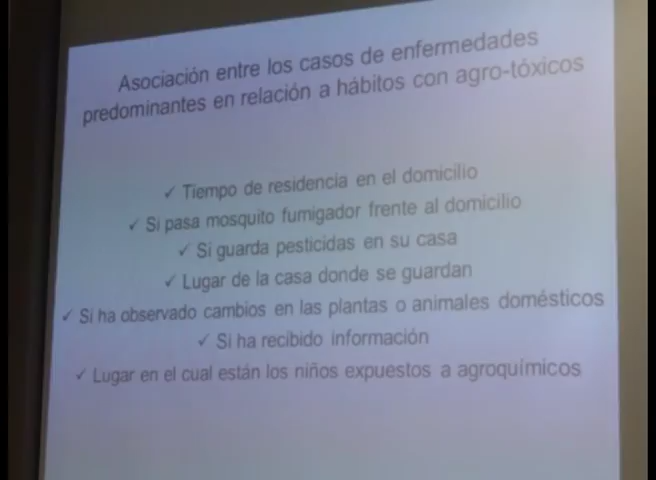 Asociación entre los casos de enfermedades
predominantes en relación a hábitos con agro-tóxicos
✓ Tiempo de residencia en el domicilio
✓ Si pasa mosquito fumigador frente al domicilio
✓ Si guarda pesticidas en su casa
✓ Lugar de la casa donde se guardan
✓ Si ha observado cambios en las plantas o animales domésticos
✓ Si ha recibido información
✓ Lugar en el cual están los niños expuestos a agroquímicos